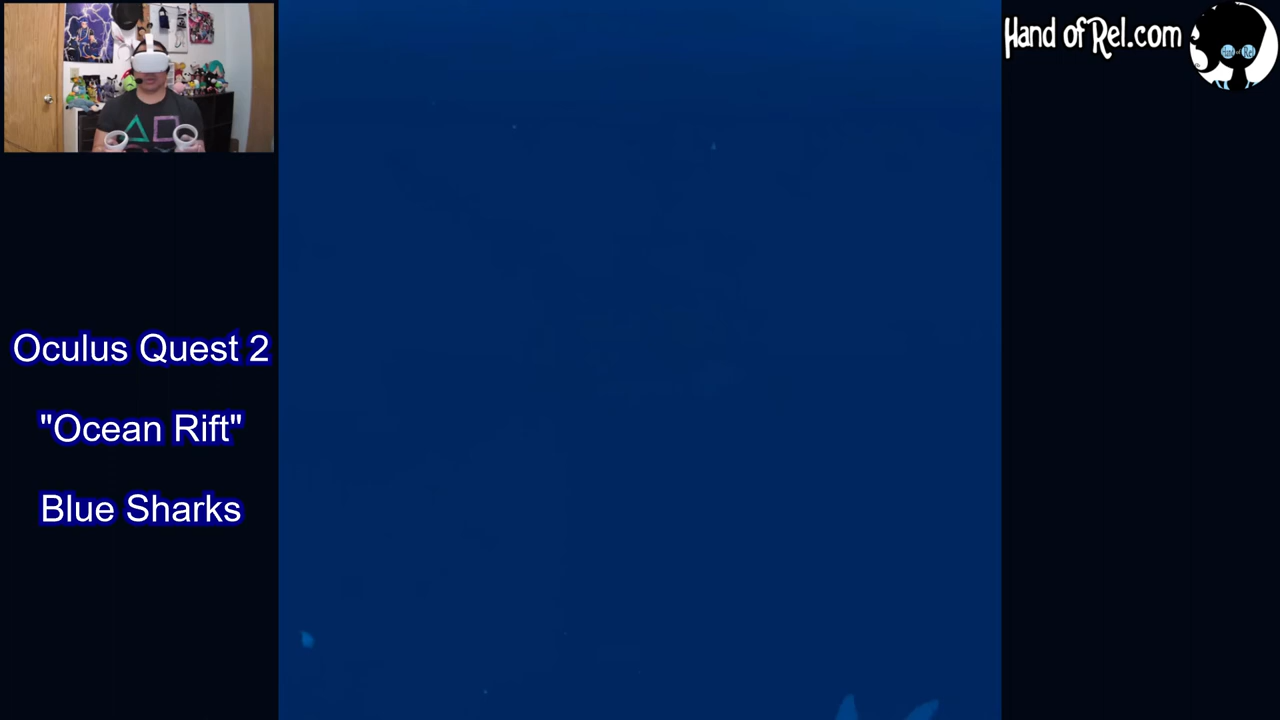 Hand of Rel.com
Oculus Quest 2
"Ocean Rift"
Blue Sharks